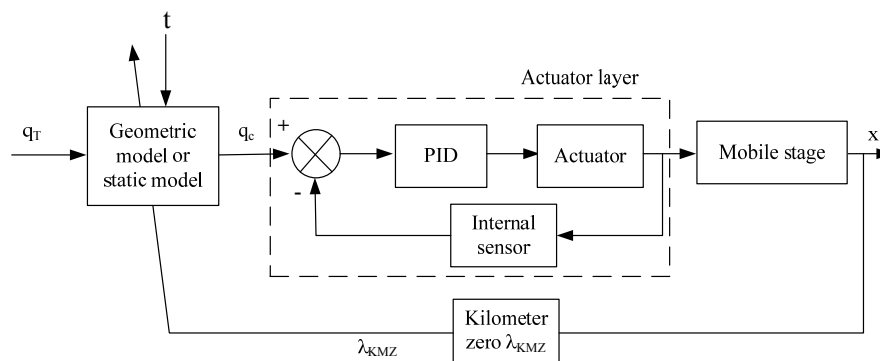 t
Actuator layer
q_T
Geometric
model or
static model
q_c
+
-
PID
Actuator
Mobile stage
x
Internal
sensor
λ_KMZ
Kilometer
zero λ_KMZ